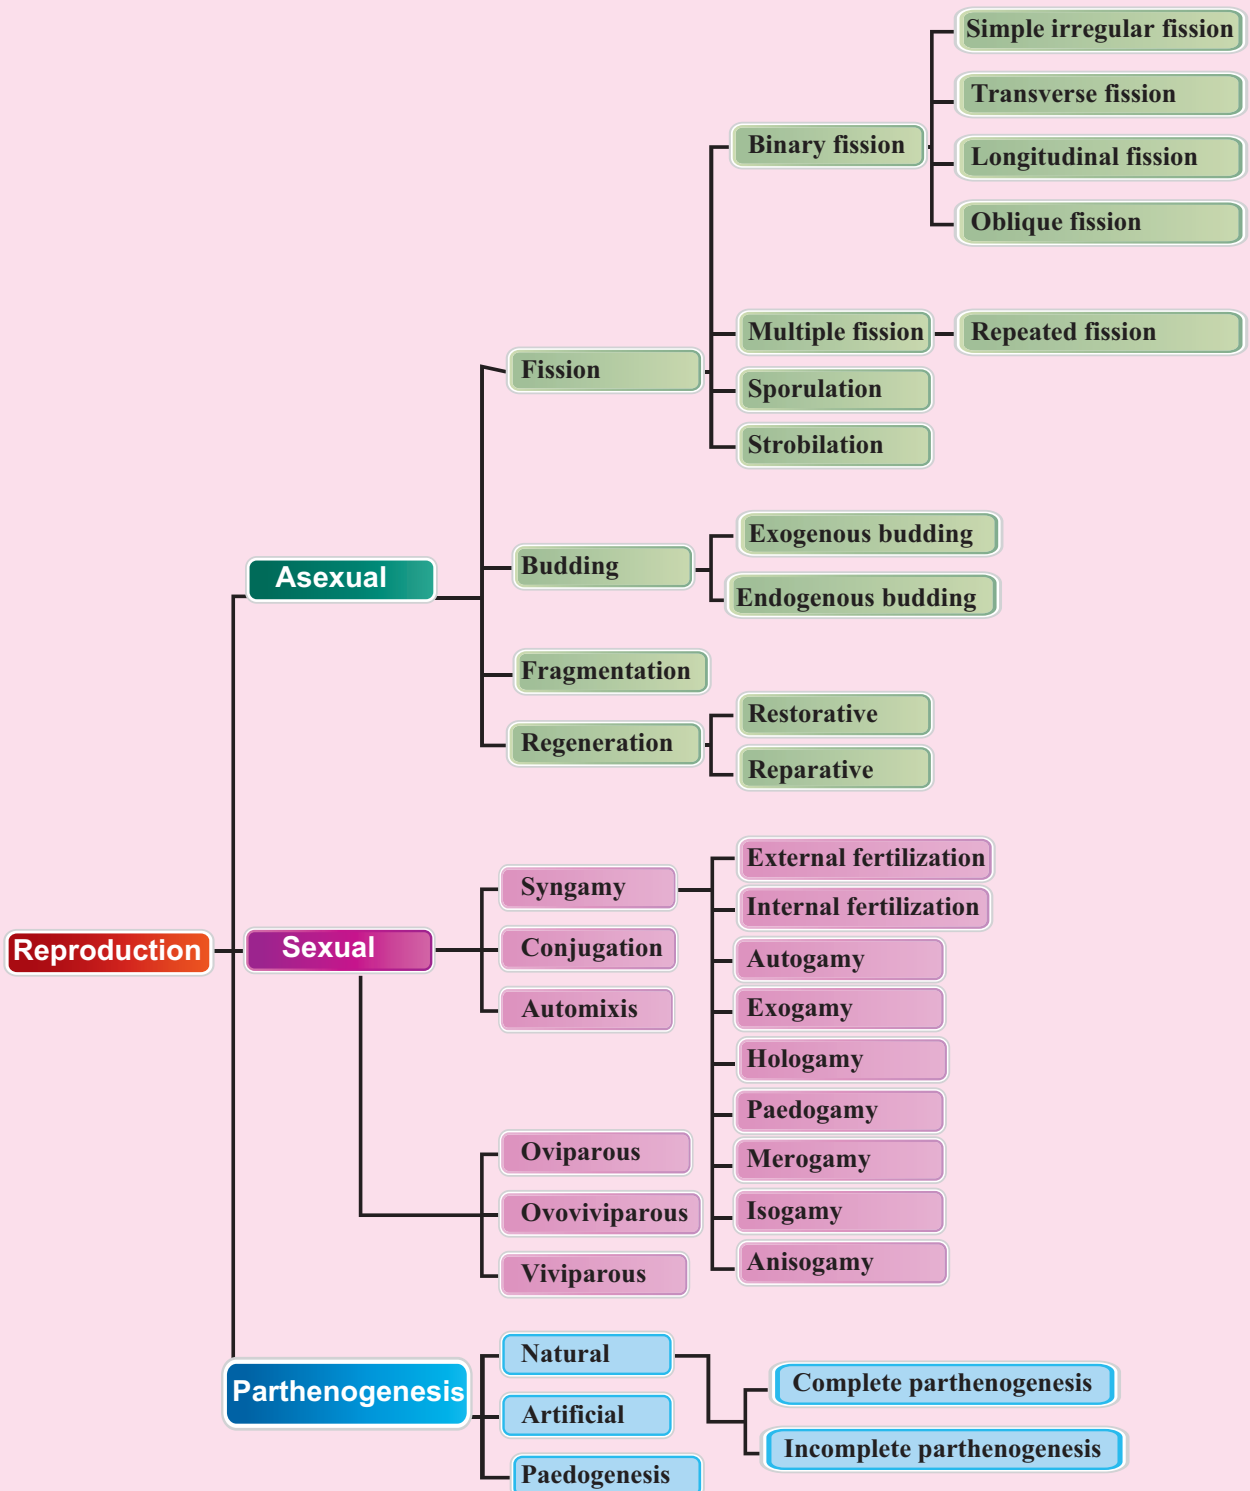 Simple irregular fission
Transverse fission
Binary fission
Longitudinal fission
Oblique fission
Multiple fission
Repeated fission
Fission
Sporulation
Strobilation
Exogenous budding
Asexual
Budding
Endogenous budding
Fragmentation
Restorative
Regeneration
Reparative
External fertilization
Syngamy
Internal fertilization
Reproduction
Sexual
Conjugation
Autogamy
Automixis
Exogamy
Hologamy
Paedogamy
Oviparous
Merogamy
Ovoviviparous
Isogamy
Viviparous
Anisogamy
Natural
Parthenogenesis
Complete parthenogenesis
Artificial
Incomplete parthenogenesis
Paedogenesis